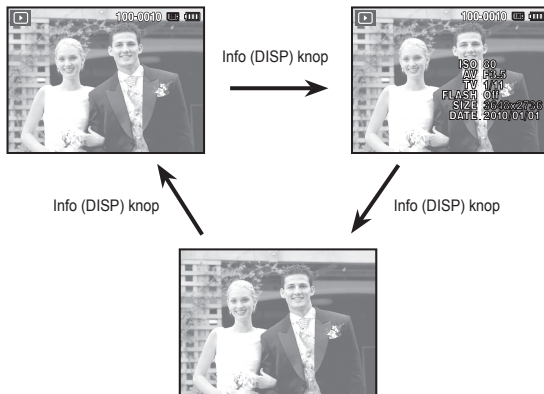 100-0010
100-0010
Info (DISP) knop
ISO 80
AV F3.5
TV 1/11
FLASH Off
SIZE 3648x2736
DATE 2010/01/01
Info (DISP) knop
Info (DISP) knop